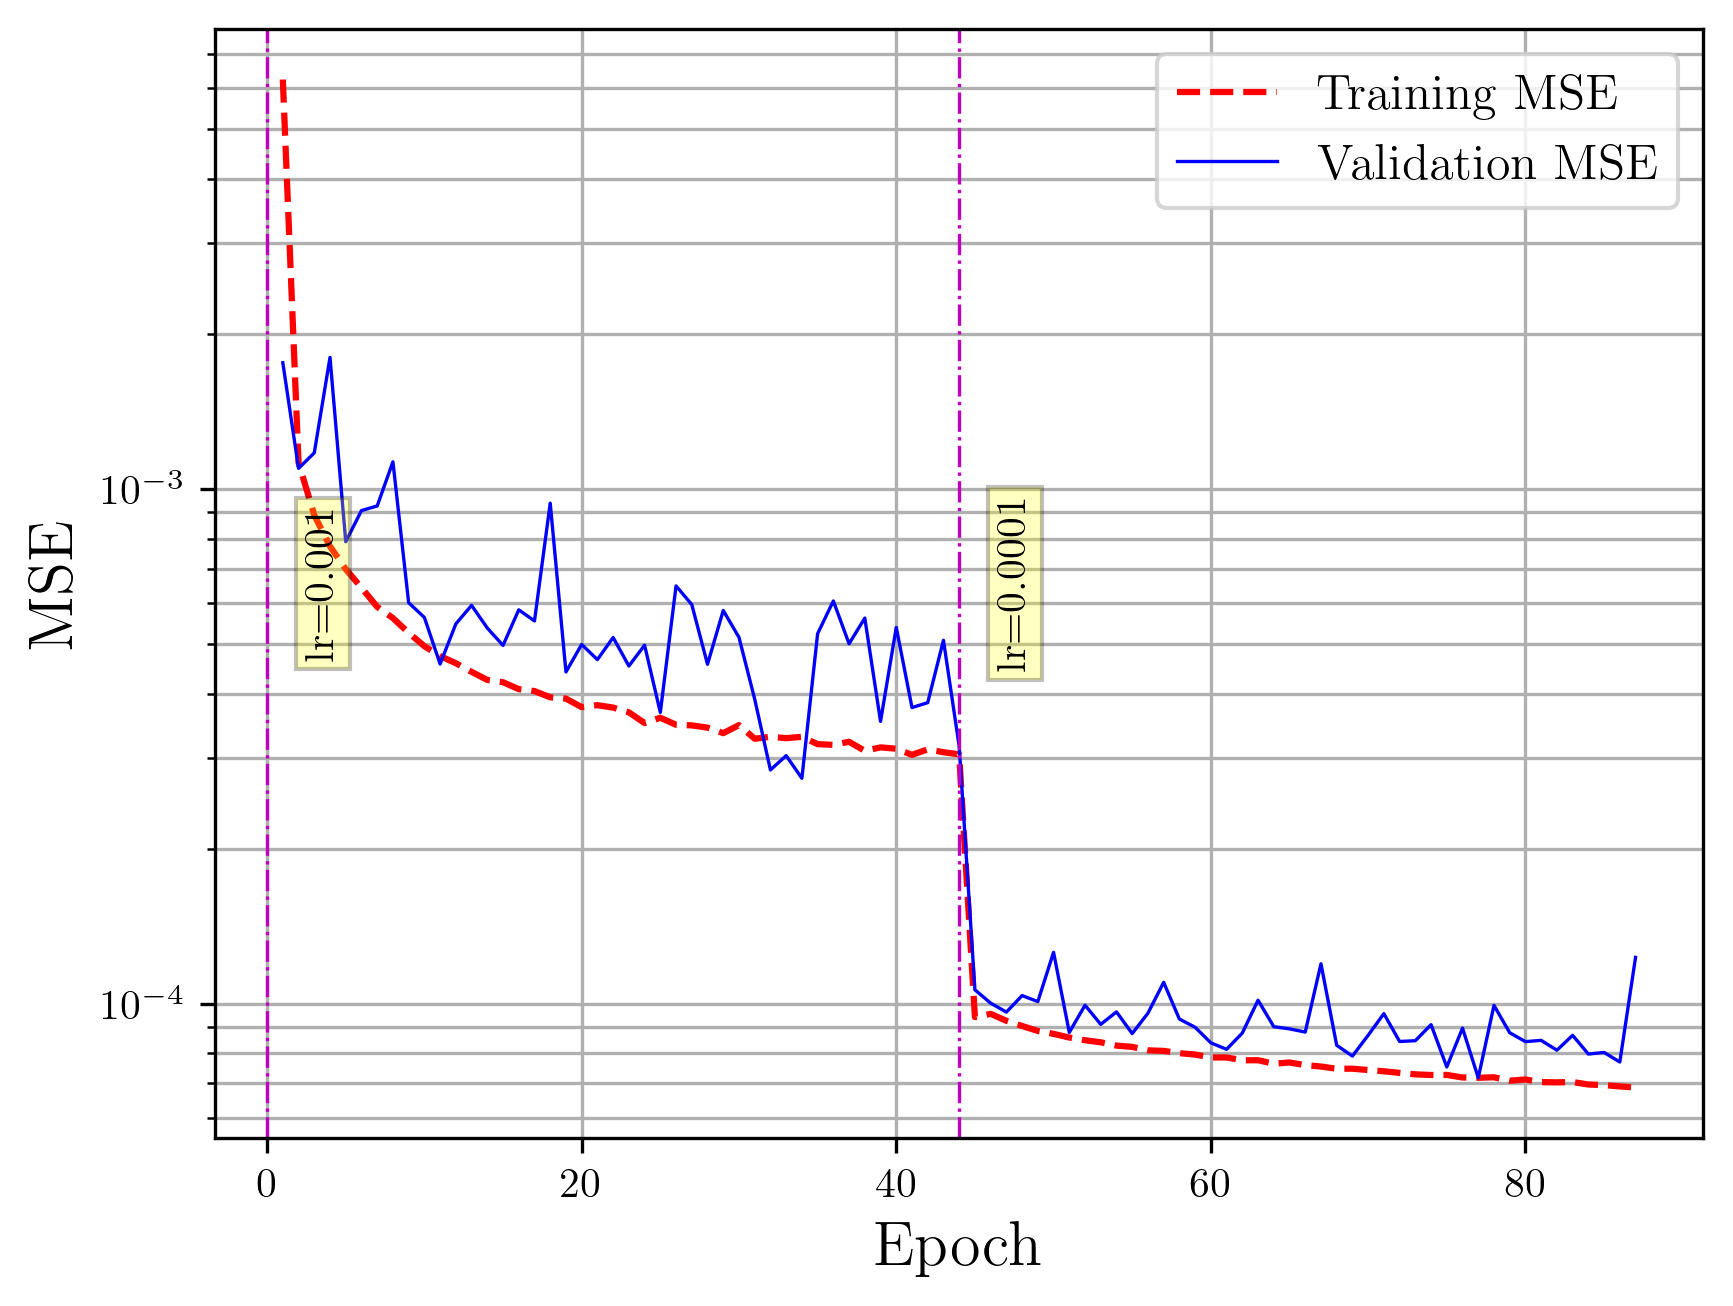 Training MSE
Validation MSE
MSE
10⁻³
10⁻⁴
lr=0.001
lr=0.0001
0 20 40 60 80
Epoch